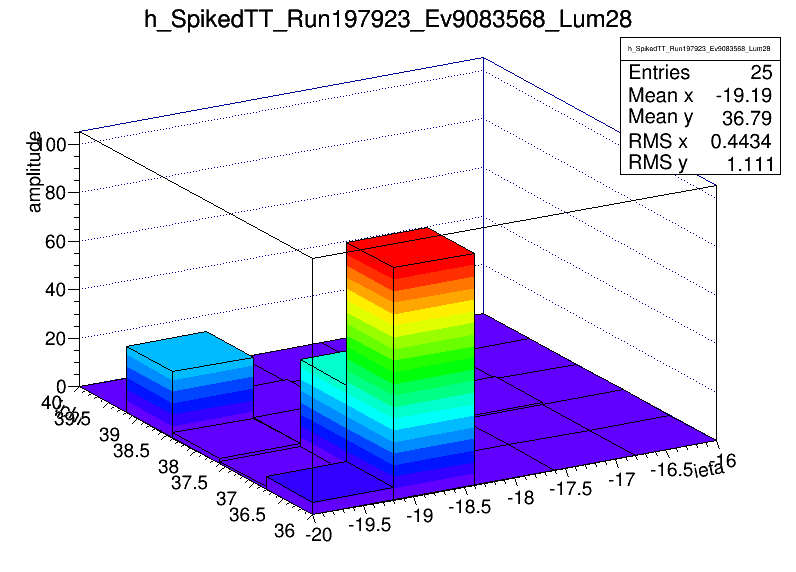 h_SpikedTT_Run197923_Ev9083568_Lum28
h_SpikedTT_Run197923_Ev9083568_Lum28
Entries 25
Mean x -19.19
Mean y 36.79
RMS x 0.4434
RMS y 1.111
amplitude
100
80
60
40
20
0
40
39.5
39
38.5
38
37.5
37
36.5
36
-20
-19.5
-19
-18.5
-18
-17.5
-17
-16.5
-16
ieta